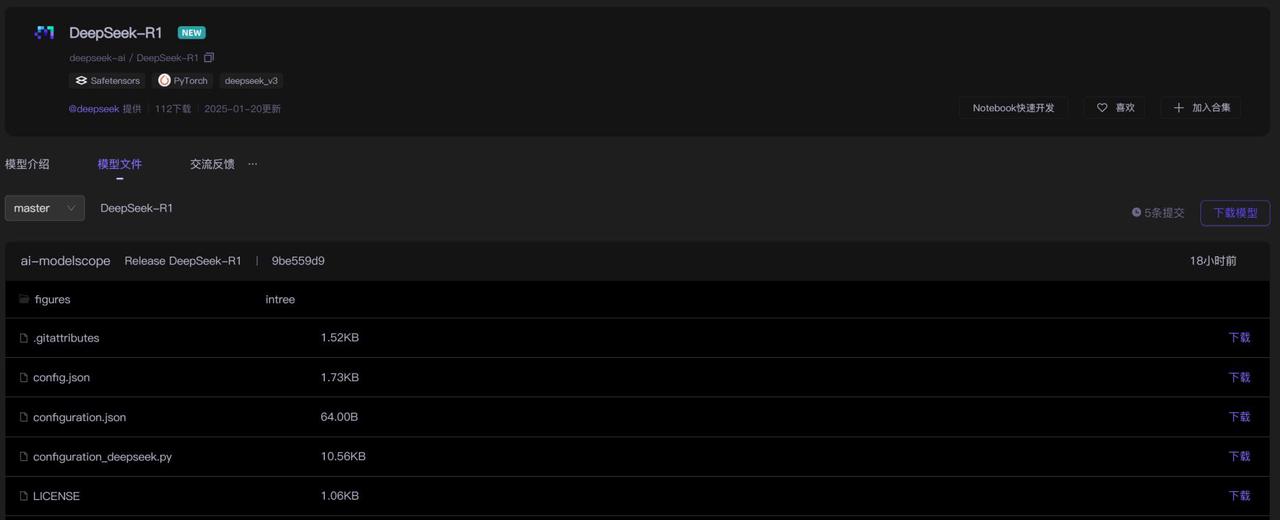 DeepSeek-R1 NEW
deepseek-ai / DeepSeek-R1
Safetensors PyTorch deepseek_v3
@deepseek 提供 112下载 2025-01-20更新 Notebook快速开发 喜欢 加入合集
模型介绍 模型文件 交流反馈 ···
master DeepSeek-R1 5条提交 下载模型
ai-modelscope Release DeepSeek-R1 | 9be559d9 18小时前
figures intree
.gitattributes 1.52KB 下载
config.json 1.73KB 下载
configuration.json 64.00B 下载
configuration_deepseek.py 10.56KB 下载
LICENSE 1.06KB 下载